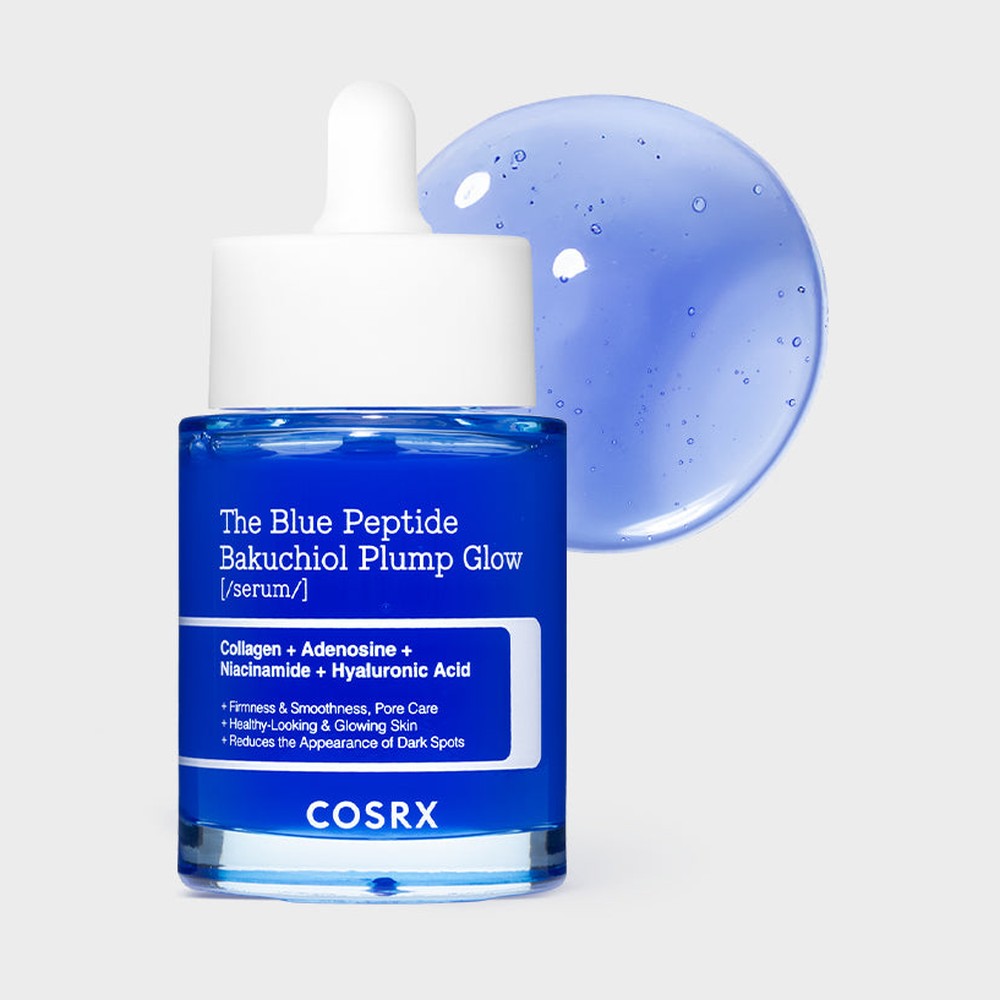 The Blue Peptide
Bakuchiol Plump Glow
[/serum/]
Collagen + Adenosine +
Niacinamide + Hyaluronic Acid
+ Firmness & Smoothness, Pore Care
+ Healthy-Looking & Glowing Skin
+ Reduces the Appearance of Dark Spots
COSRX